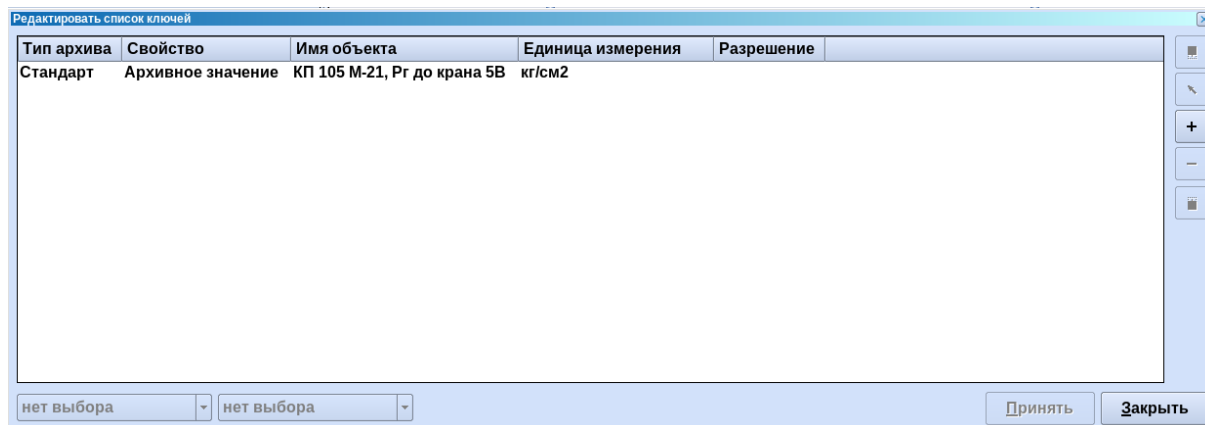 Редактировать список ключей
Тип архива Свойство Имя объекта Единица измерения Разрешение
Стандарт Архивное значение КП 105 М-21, Рг до крана 5В кг/см2
+
−
нет выбора нет выбора Принять Закрыть